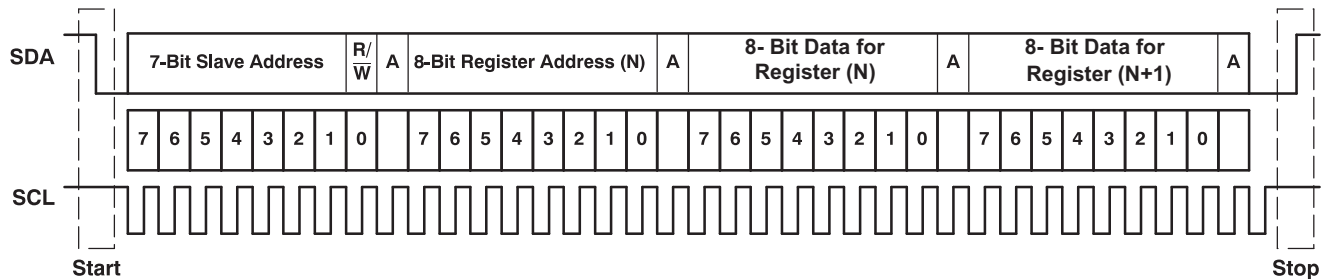 SDA
7-Bit Slave Address
R/
W
A
8-Bit Register Address (N)
A
8- Bit Data for
Register (N)
A
8- Bit Data for
Register (N+1)
A
7 6 5 4 3 2 1 0 7 6 5 4 3 2 1 0 7 6 5 4 3 2 1 0 7 6 5 4 3 2 1 0
SCL
Start
Stop